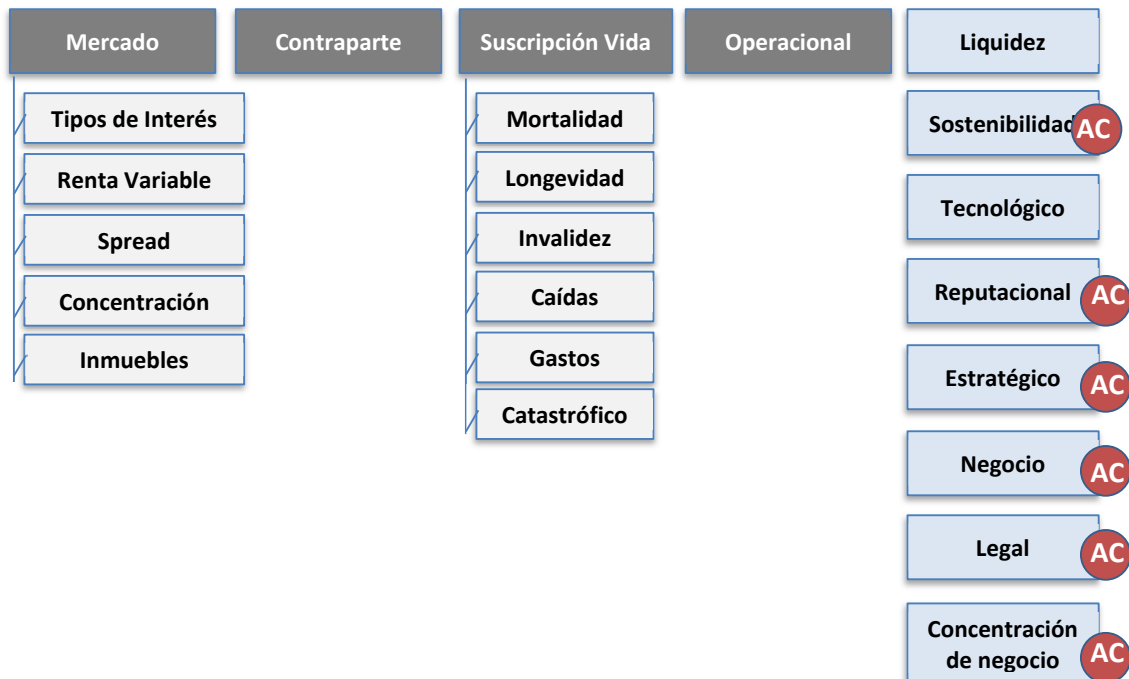 Mercado
Contraparte
Suscripción Vida
Operacional
Liquidez
Tipos de Interés
Renta Variable
Spread
Concentración
Inmuebles
Mortalidad
Longevidad
Invalidez
Caídas
Gastos
Catastrófico
Sostenibilidad
AC
Tecnológico
Reputacional
AC
Estratégico
AC
Negocio
AC
Legal
AC
Concentración
de negocio
AC